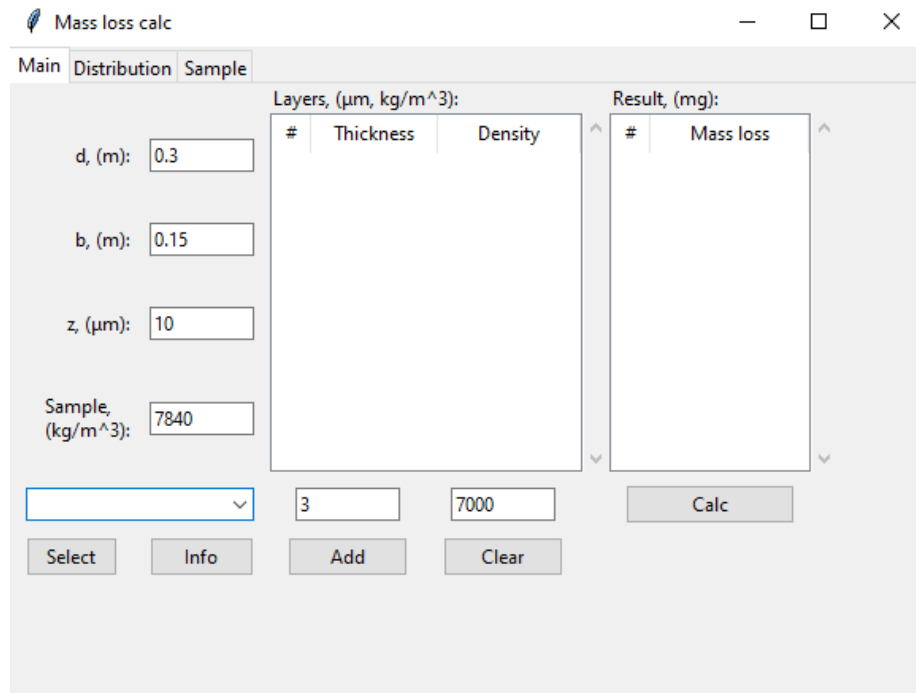 Mass loss calc
Main Distribution Sample
Layers, (µm, kg/m^3): Result, (mg):
# Thickness Density # Mass loss
d, (m): 0.3
b, (m): 0.15
z, (µm): 10
Sample,
(kg/m^3): 7840
3 7000 Calc
Select Info Add Clear